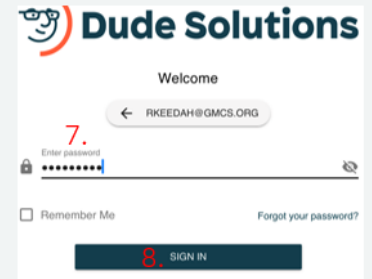 Dude Solutions
Welcome
← RKEEDAH@GMCS.ORG
7.
Enter password
•••••••••
Remember Me
Forgot your password?
8. SIGN IN